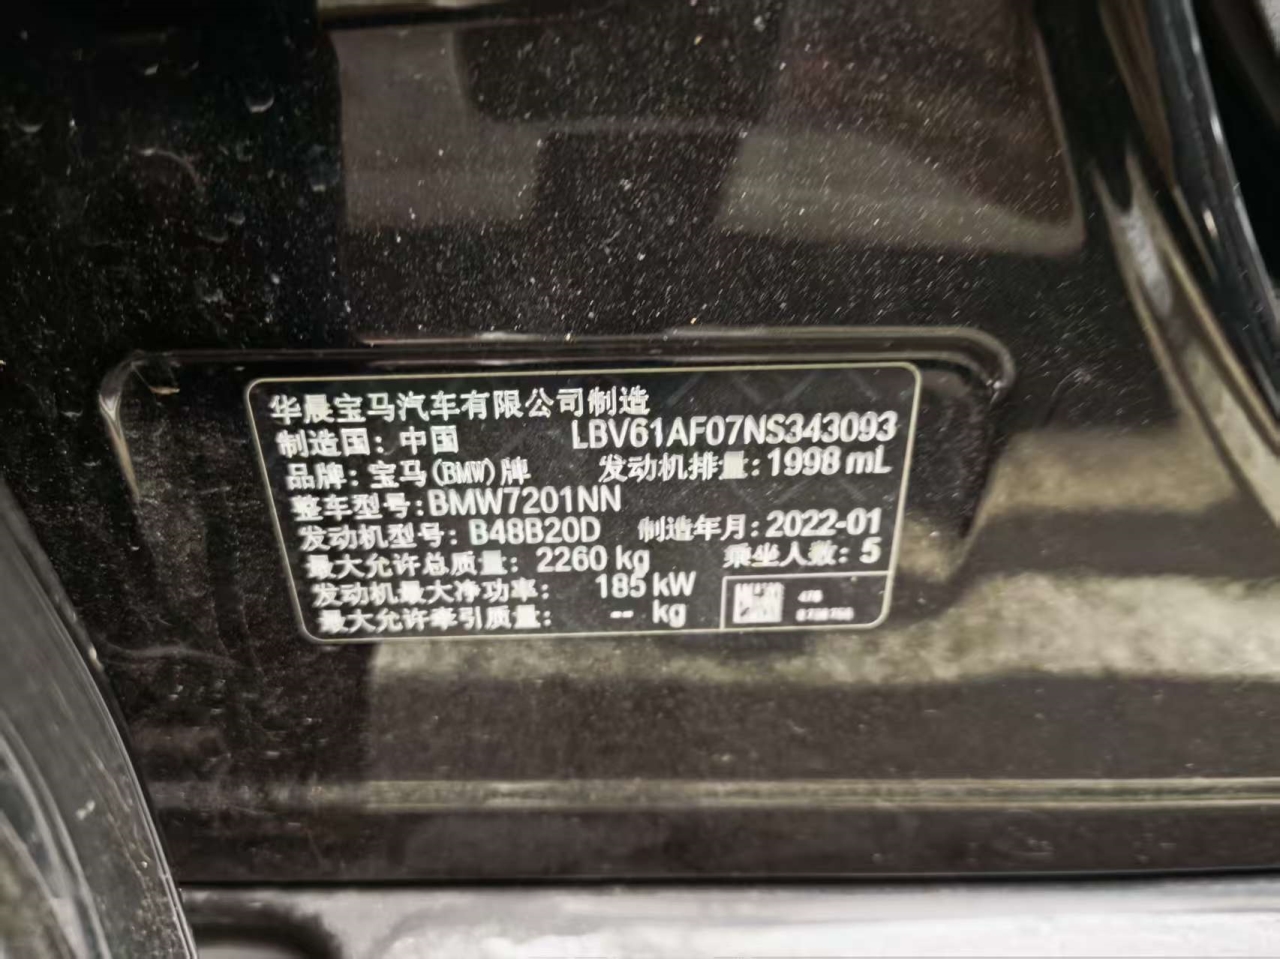 华晨宝马汽车有限公司制造
制造国：中国 LBV61AF07NS343093
品牌：宝马(BMW)牌 发动机排量：1998 mL
整车型号：BMW7201NN
发动机型号：B48B20D 制造年月：2022-01
最大允许总质量：2260 kg 乘坐人数：5
发动机最大净功率：185 kW
最大允许牵引质量：-- kg